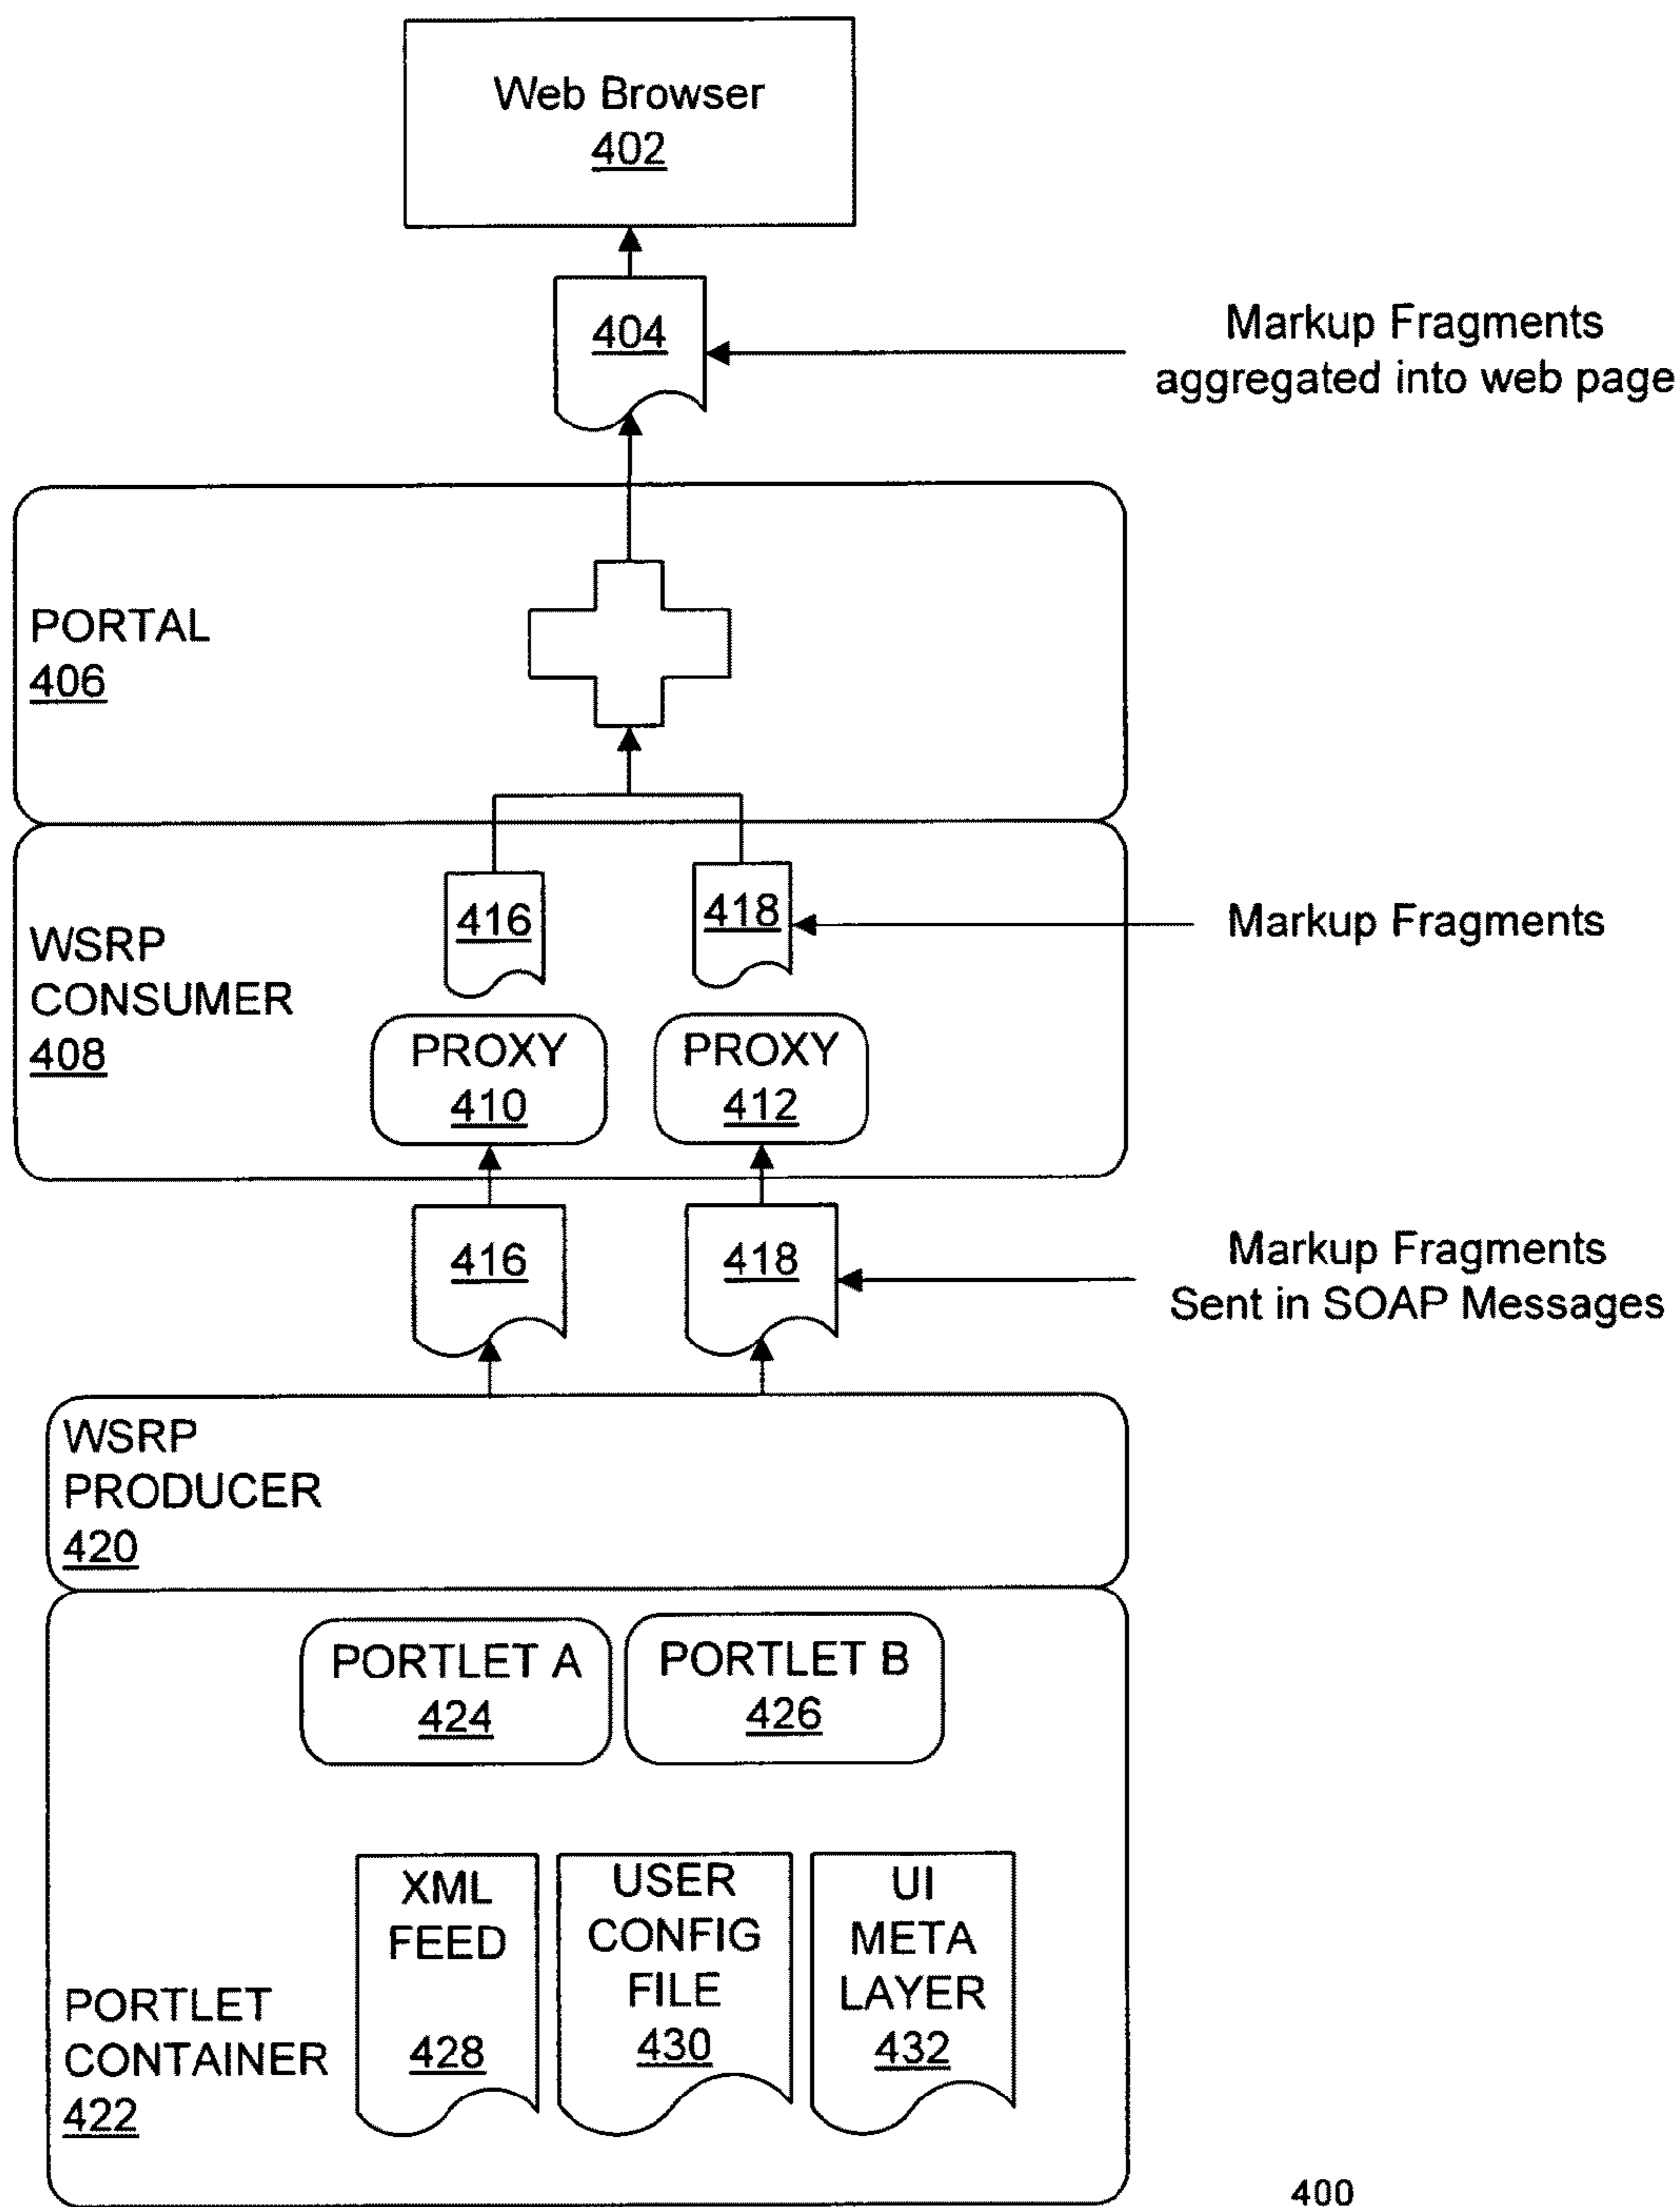 Web Browser
402
404
Markup Fragments
aggregated into web page
PORTAL
406
416
418
Markup Fragments
WSRP
CONSUMER
408
PROXY
410
PROXY
412
416
418
Markup Fragments
Sent in SOAP Messages
WSRP
PRODUCER
420
PORTLET A
424
PORTLET B
426
XML
FEED
428
USER
CONFIG
FILE
430
UI
META
LAYER
432
PORTLET
CONTAINER
422
400